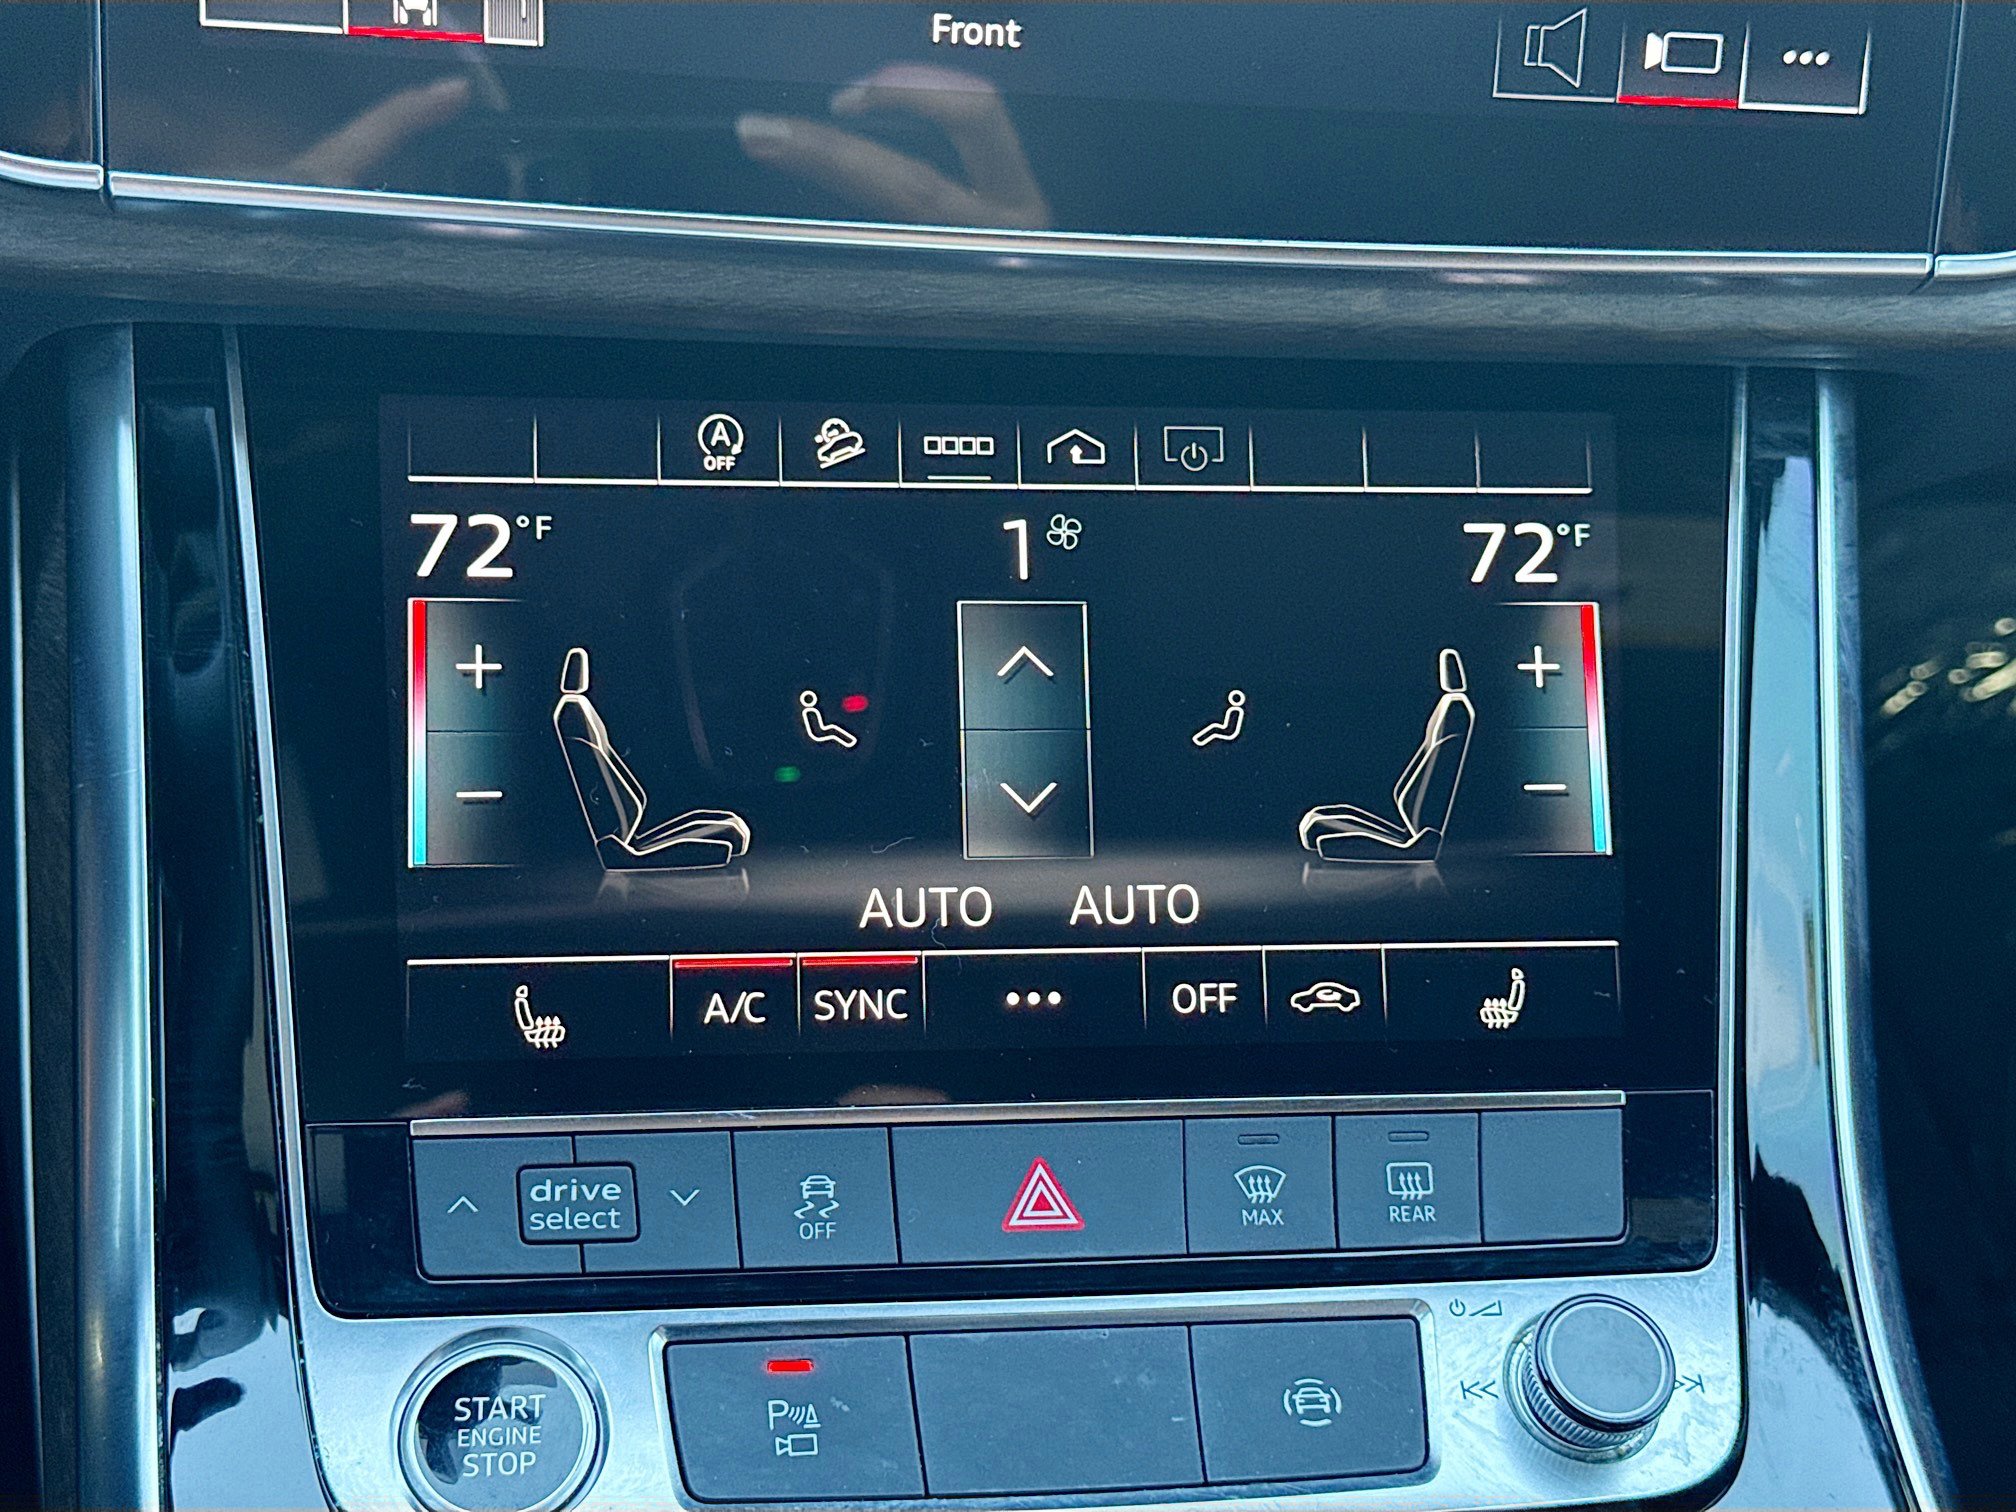 Front
A
OFF
72°F
1
72°F
+
+
−
−
AUTO AUTO
A/C SYNC ••• OFF
drive
select
OFF
MAX
REAR
START
ENGINE
STOP
P